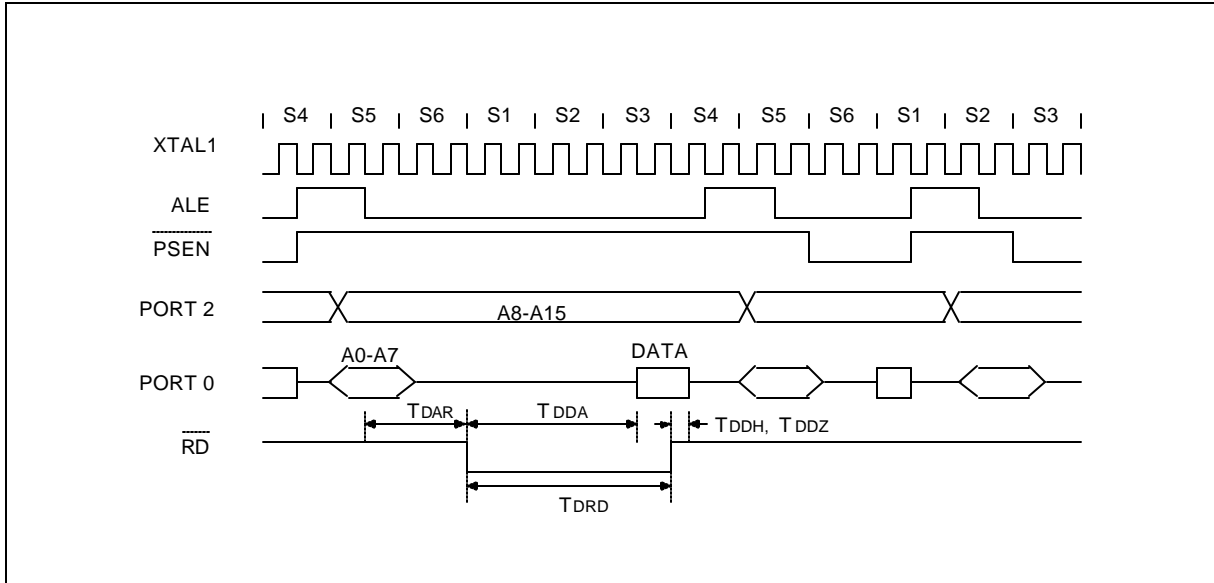 S4 S5 S6 S1 S2 S3 S4 S5 S6 S1 S2 S3
XTAL1
ALE
PSEN
PORT 2
A8-A15
A0-A7
DATA
PORT 0
TDAR
TDDA
TDDH, TDDZ
RD
TDRD